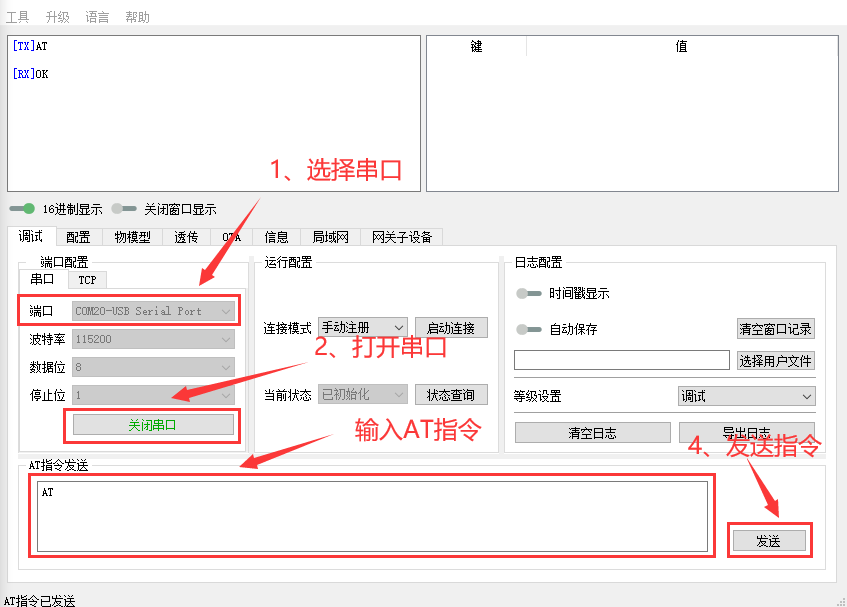 工具 升级 语言 帮助
[TX]AT
[RX]OK
键 值
1、选择串口
16进制显示 关闭窗口显示
调试 配置 物模型 透传 OTA 信息 局域网 网关子设备
端口配置
串口 TCP
端口 COM20-USB Serial Port
波特率 115200
数据位 8
停止位 1
关闭串口
运行配置
连接模式 手动注册 启动连接
2、打开串口
当前状态 已初始化 状态查询
日志配置
时间戳显示
自动保存 清空窗口记录
选择用户文件
等级设置 调试
清空日志 导出日志
输入AT指令
4、发送指令
AT指令发送
AT
发送
AT指令已发送